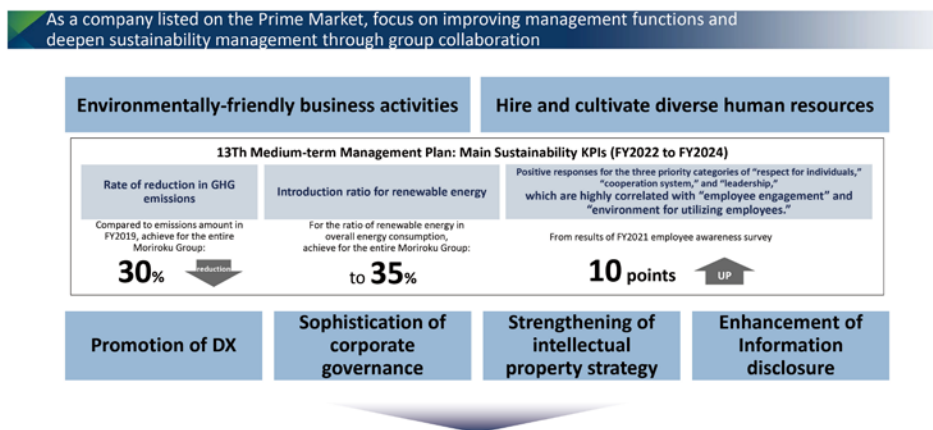 As a company listed on the Prime Market, focus on improving management functions and
deepen sustainability management through group collaboration
Environmentally-friendly business activities
Hire and cultivate diverse human resources
13Th Medium-term Management Plan: Main Sustainability KPIs (FY2022 to FY2024)
Rate of reduction in GHG
emissions
Compared to emissions amount in
FY2019, achieve for the entire
Moriroku Group:
30%
reduction
Introduction ratio for renewable energy
For the ratio of renewable energy in
overall energy consumption,
achieve for the entire Moriroku Group:
to 35%
Positive responses for the three priority categories of "respect for individuals,"
"cooperation system," and "leadership,"
which are highly correlated with "employee engagement" and
"environment for utilizing employees."
From results of FY2021 employee awareness survey
10 points
UP
Promotion of DX
Sophistication of
corporate
governance
Strengthening of
intellectual
property strategy
Enhancement of
Information
disclosure